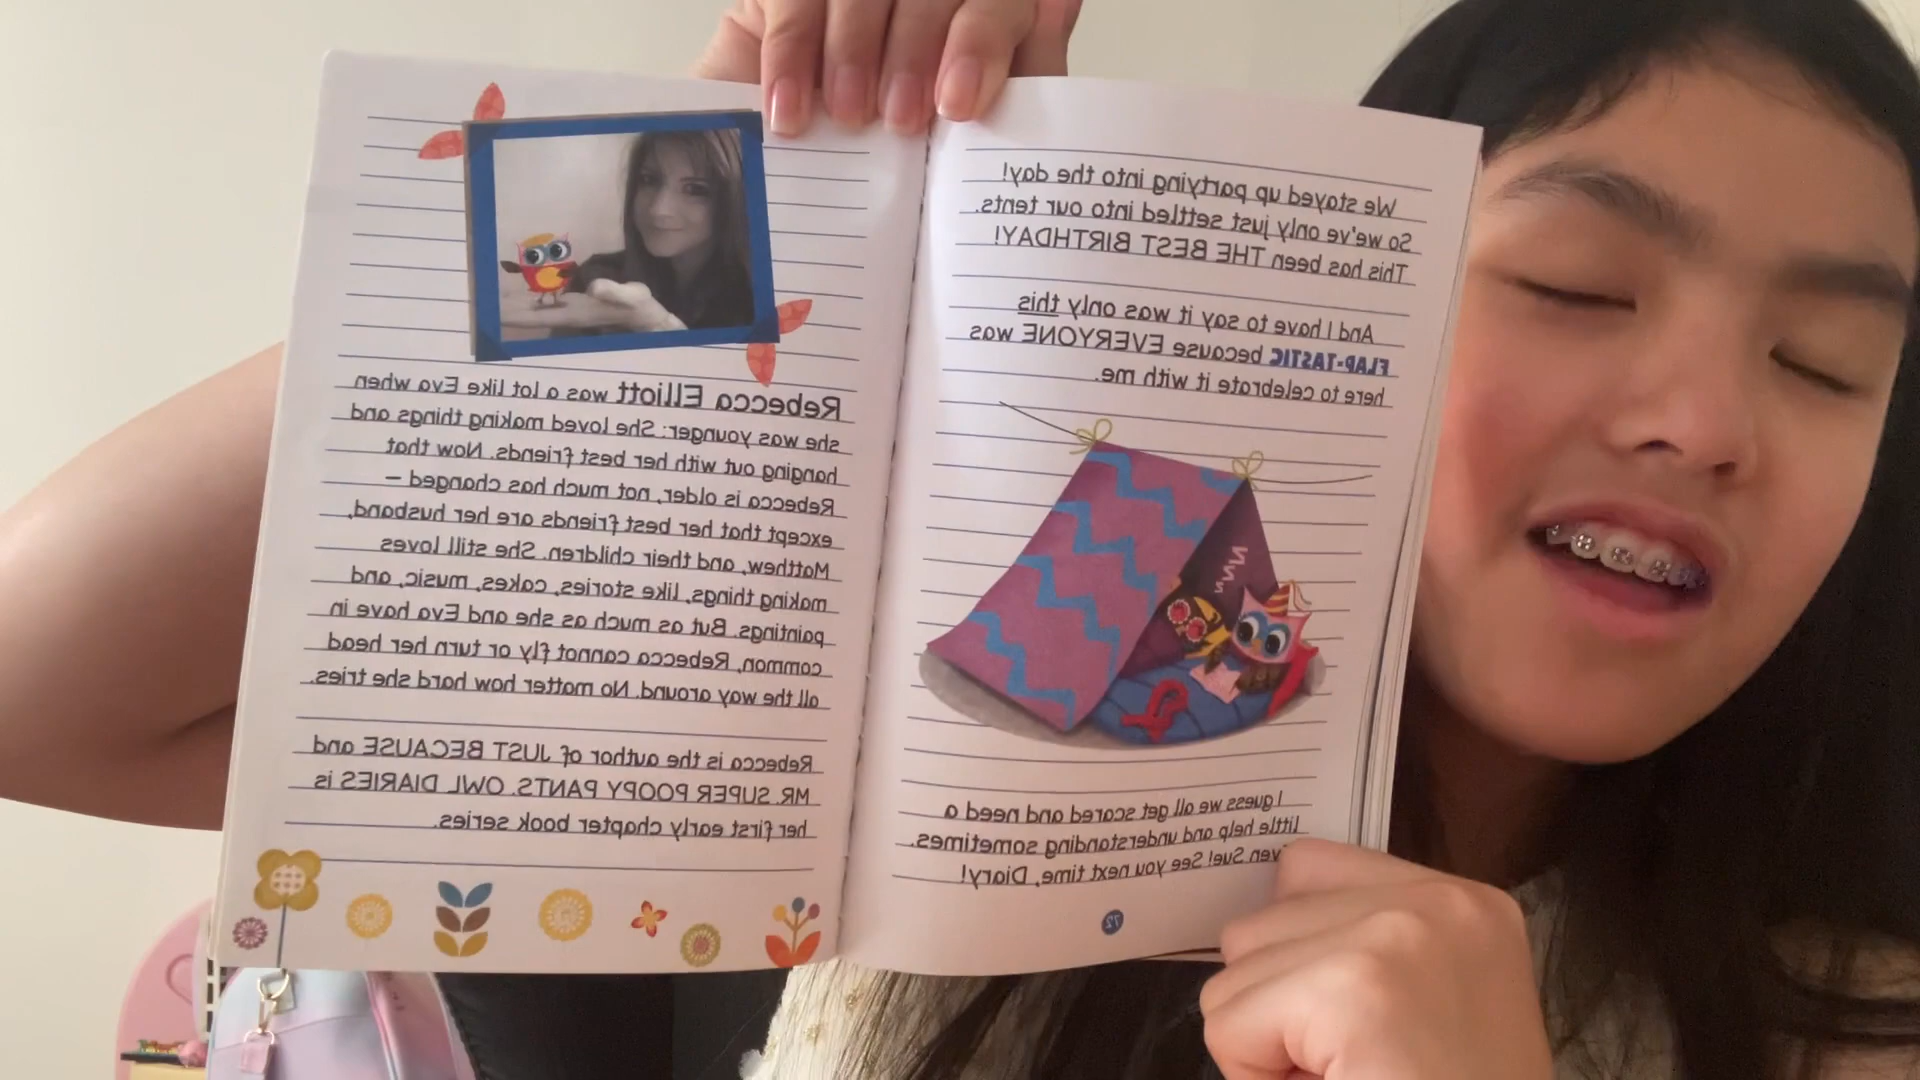 We stayed up partying into the day!
So we've only just settled into our tents.
This has been THE BEST BIRTHDAY!
And I have to say it was only this
FLAP-TASTIC because EVERYONE was
here to celebrate it with me.
I guess we all get scared and need a
little help and understanding sometimes.
Even Sue! See you next time, Diary!
72
Rebecca Elliott was a lot like Eva when
she was younger: She loved making things and
hanging out with her best friends. Now that
Rebecca is older, not much has changed —
except that her best friends are her husband,
Matthew, and their children. She still loves
making things, like stories, cakes, music, and
paintings. But as much as she and Eva have in
common, Rebecca cannot fly or turn her head
all the way around. No matter how hard she tries.
Rebecca is the author of JUST BECAUSE and
MR. SUPER POOPY PANTS. OWL DIARIES is
her first early chapter book series.